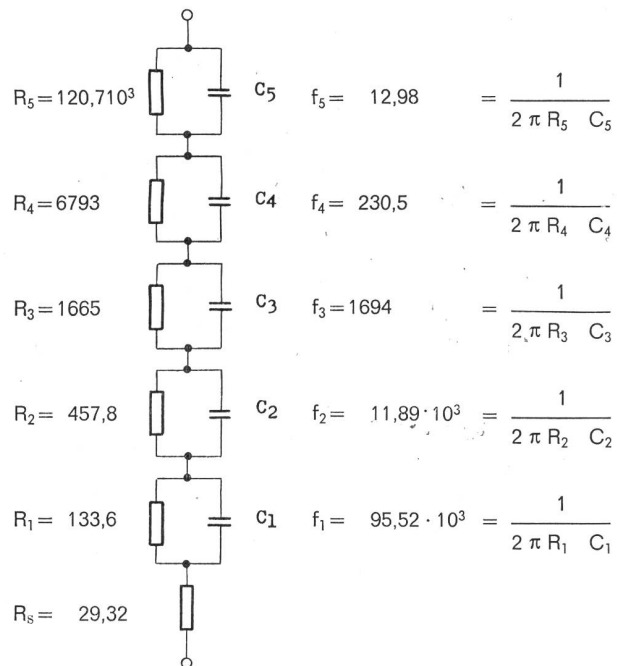 R₅ = 120,710³ C₅ f₅ = 12,98 = 1 / 2 π R₅ C₅
R₄ = 6793 C₄ f₄ = 230,5 = 1 / 2 π R₄ C₄
R₃ = 1665 C₃ f₃ = 1694 = 1 / 2 π R₃ C₃
R₂ = 457,8 C₂ f₂ = 11,89 · 10³ = 1 / 2 π R₂ C₂
R₁ = 133,6 C₁ f₁ = 95,52 · 10³ = 1 / 2 π R₁ C₁
Rₛ = 29,32